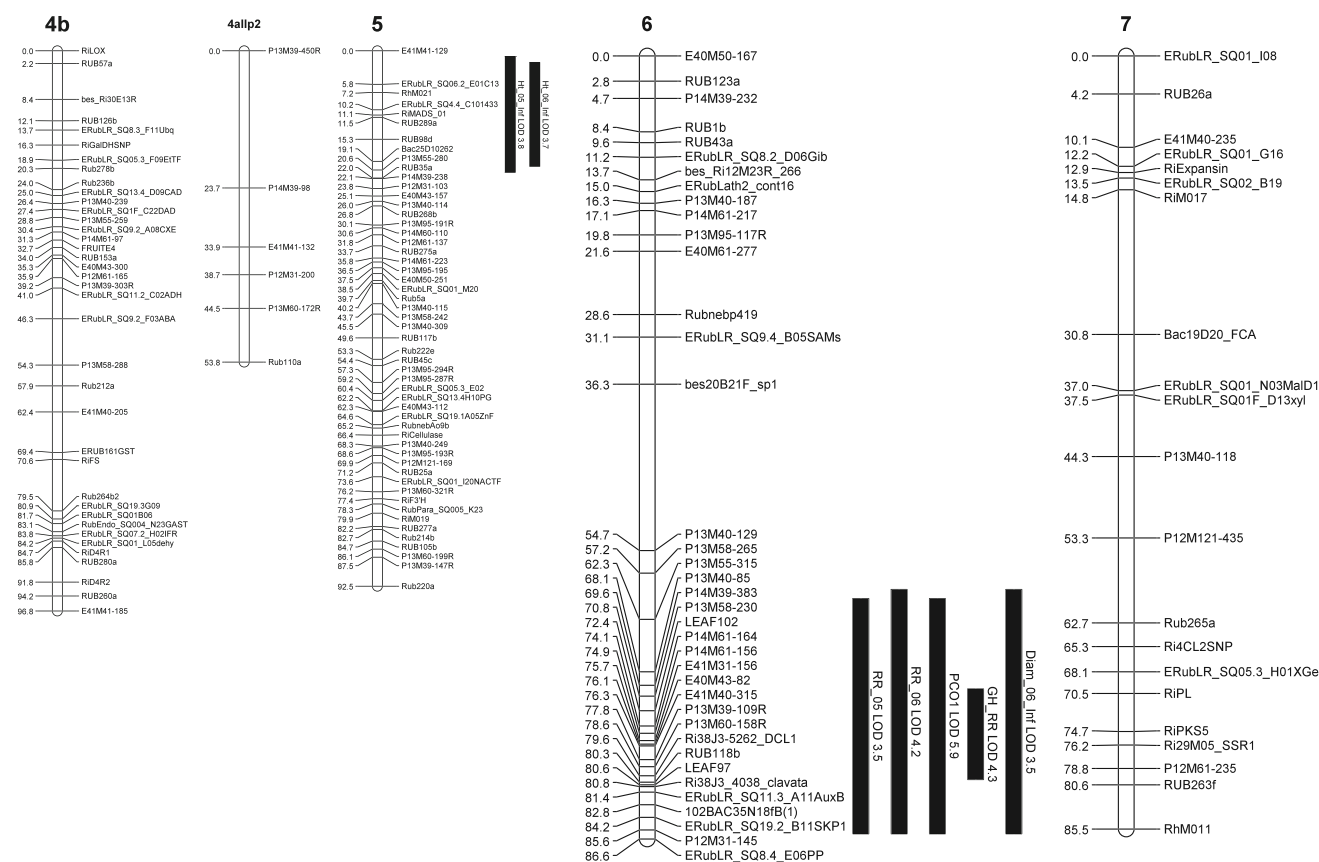 4b
0.0 RiLOX
2.2 RUB57a
8.4 bes_Ri30E13R
12.1 RUB126b
13.7 ERubLR_SQ8.3_F11Ubq
16.3 RiGalDHSNP
18.9 ERubLR_SQ05.3_F09EtTF
20.3 Rub278b
24.0 Rub236b
25.0 ERubLR_SQ13.4_D09CAD
26.4 P13M40-239
27.4 ERubLR_SQ1F_C22DAD
28.8 P13M55-259
30.4 ERubLR_SQ9.2_A08CXE
31.3 P14M61-97
32.7 FRUITE4
34.0 RUB153a
35.3 E40M43-300
35.9 P12M61-165
39.2 P13M39-303R
41.0 ERubLR_SQ11.2_C02ADH
46.3 ERubLR_SQ9.2_F03ABA
54.3 P13M58-288
57.9 Rub212a
62.4 E41M40-205
69.4 ERUB161GST
70.6 RiFS
79.5 Rub264b2
80.9 ERubLR_SQ19.3G09
81.7 ERubLR_SQ01B06
83.1 RubEndo_SQ004_N23GAST
83.8 ERubLR_SQ07.2_H02IFR
84.2 ERubLR_SQ01_L05dehy
84.7 RiD4R1
85.8 RUB280a
91.8 RiD4R2
94.2 RUB260a
96.8 E41M41-185
4allp2
0.0 P13M39-450R
23.7 P14M39-98
33.9 E41M41-132
38.7 P12M31-200
44.5 P13M60-172R
53.8 Rub110a
5
0.0 E41M41-129
5.8 ERubLR_SQ06.2_E01C13
7.2 RhM021
10.2 ERubLR_SQ4.4_C101433
11.1 RiMADS_01
11.5 RUB289a
15.3 RUB98d
19.1 Bac25D10262
20.6 P13M55-280
22.0 RUB35a
22.1 P14M39-238
23.8 P12M31-103
25.1 E40M43-157
26.0 P13M40-114
26.8 RUB268b
30.1 P13M95-191R
30.6 P14M60-110
31.8 P12M61-137
33.7 RUB275a
35.8 P14M61-223
36.5 P13M95-195
37.5 E40M50-251
38.5 ERubLR_SQ01_M20
39.7 Rub5a
40.2 P13M40-115
43.7 P13M58-242
45.5 P13M40-309
49.6 RUB117b
53.3 Rub222e
54.4 RUB45c
57.3 P13M95-294R
59.2 P13M95-287R
60.4 ERubLR_SQ05.3_E02
62.2 ERubLR_SQ13.4H10PG
62.3 E40M43-112
64.6 ERubLR_SQ19.1A05ZnF
65.2 RubnebAo9b
66.4 RiCellulase
68.3 P13M40-249
68.6 P13M95-193R
69.9 P12M121-169
71.2 RUB25a
73.6 ERubLR_SQ01_I20NACTF
76.2 P13M60-321R
77.4 RiF3'H
78.3 RubPara_SQ005_K23
79.9 RiM019
82.2 RUB277a
82.7 Rub214b
84.7 RUB105b
86.1 P13M60-199R
87.5 P13M39-147R
92.5 Rub220a
Ht_05_Inf LOD 3.8
Ht_06_Inf LOD 3.7
6
0.0 E40M50-167
2.8 RUB123a
4.7 P14M39-232
8.4 RUB1b
9.6 RUB43a
11.2 ERubLR_SQ8.2_D06Gib
13.7 bes_Ri12M23R_266
15.0 ERubLath2_cont16
16.3 P13M40-187
17.1 P14M61-217
19.8 P13M95-117R
21.6 E40M61-277
28.6 Rubnebp419
31.1 ERubLR_SQ9.4_B05SAMs
36.3 bes20B21F_sp1
54.7 P13M40-129
57.2 P13M58-265
62.3 P13M55-315
68.1 P13M40-85
69.6 P14M39-383
70.8 P13M58-230
72.4 LEAF102
74.1 P14M61-164
74.9 P14M61-156
75.7 E41M31-156
76.1 E40M43-82
76.3 E41M40-315
77.8 P13M39-109R
78.6 P13M60-158R
79.6 Ri38J3-5262_DCL1
80.3 RUB118b
80.6 LEAF97
80.8 Ri38J3_4038_clavata
81.4 ERubLR_SQ11.3_A11AuxB
82.8 102BAC35N18fB(1)
84.2 ERubLR_SQ19.2_B11SKP1
85.6 P12M31-145
86.6 ERubLR_SQ8.4_E06PP
RR_05 LOD 3.5
RR_06 LOD 4.2
PCO1 LOD 5.9
GH_RR LOD 4.3
Diam_06_Inf LOD 3.5
7
0.0 ERubLR_SQ01_I08
4.2 RUB26a
10.1 E41M40-235
12.2 ERubLR_SQ01_G16
12.9 RiExpansin
13.5 ERubLR_SQ02_B19
14.8 RiM017
30.8 Bac19D20_FCA
37.0 ERubLR_SQ01_N03MalD1
37.5 ERubLR_SQ01F_D13xyl
44.3 P13M40-118
53.3 P12M121-435
62.7 Rub265a
65.3 Ri4CL2SNP
68.1 ERubLR_SQ05.3_H01XGe
70.5 RiPL
74.7 RiPKS5
76.2 Ri29M05_SSR1
78.8 P12M61-235
80.6 RUB263f
85.5 RhM011